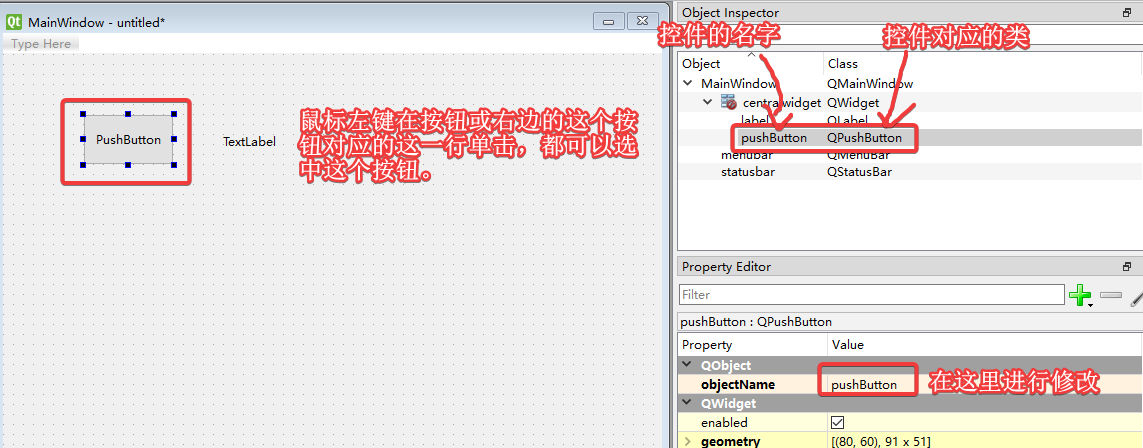 MainWindow - untitled*
Type Here
PushButton
TextLabel
鼠标左键在按钮或右边的这个按
钮对应的这一行单击，都可以选
中这个按钮。
Object Inspector
控件的名字
控件对应的类
Object Class
MainWindow QMainWindow
centralwidget QWidget
label QLabel
pushButton QPushButton
menubar QMenuBar
statusbar QStatusBar
Property Editor
Filter
pushButton : QPushButton
Property Value
QObject
objectName pushButton
在这里进行修改
QWidget
enabled
geometry [(80, 60), 91 x 51]